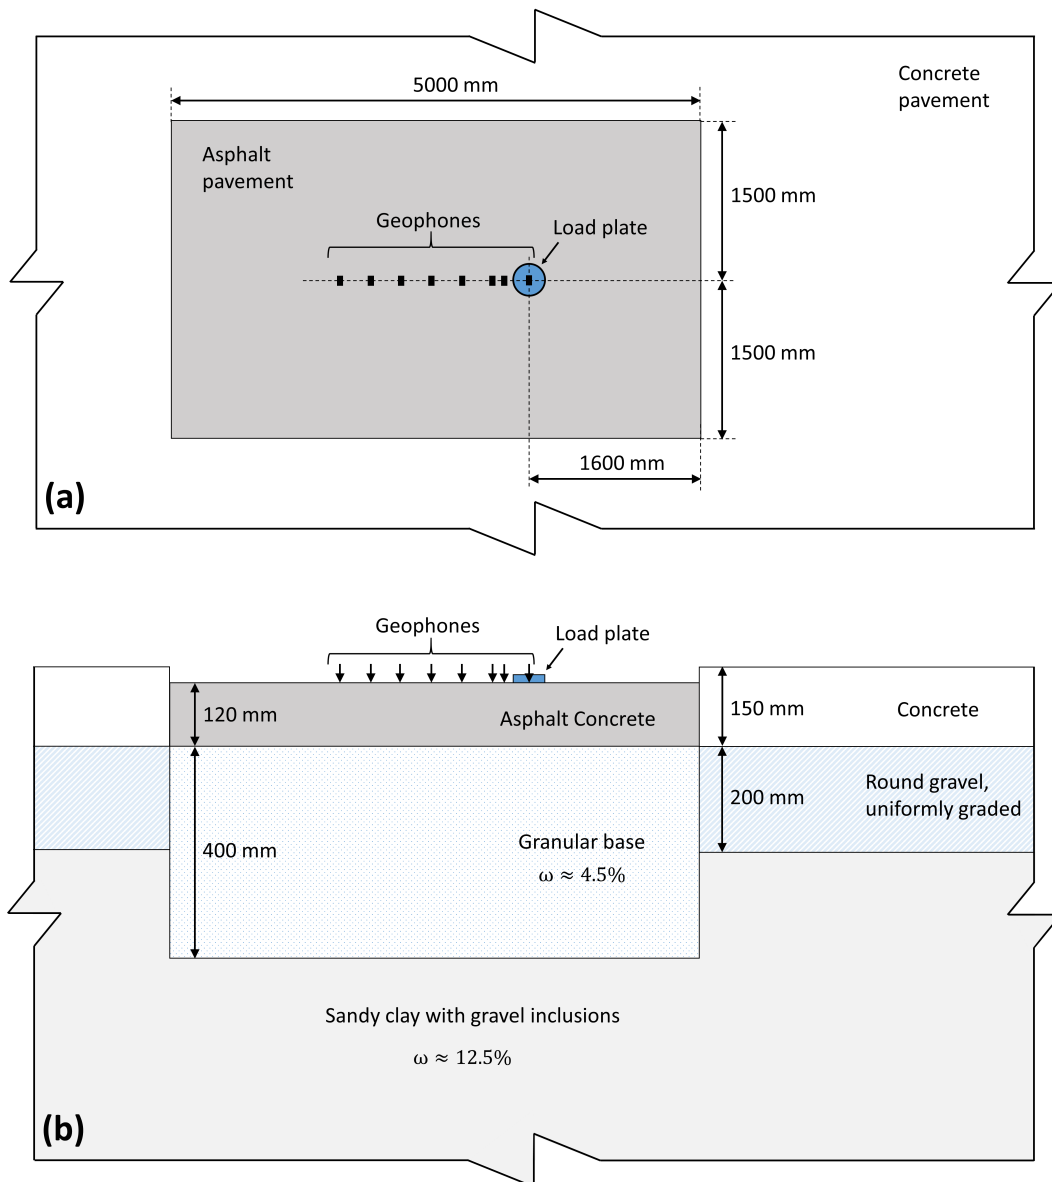 5000 mm
Concrete
pavement
Asphalt
pavement
1500 mm
Geophones
Load plate
1500 mm
1600 mm
(a)
Geophones
Load plate
120 mm
Asphalt Concrete
150 mm
Concrete
200 mm
Round gravel,
uniformly graded
400 mm
Granular base
ω ≈ 4.5%
Sandy clay with gravel inclusions
ω ≈ 12.5%
(b)